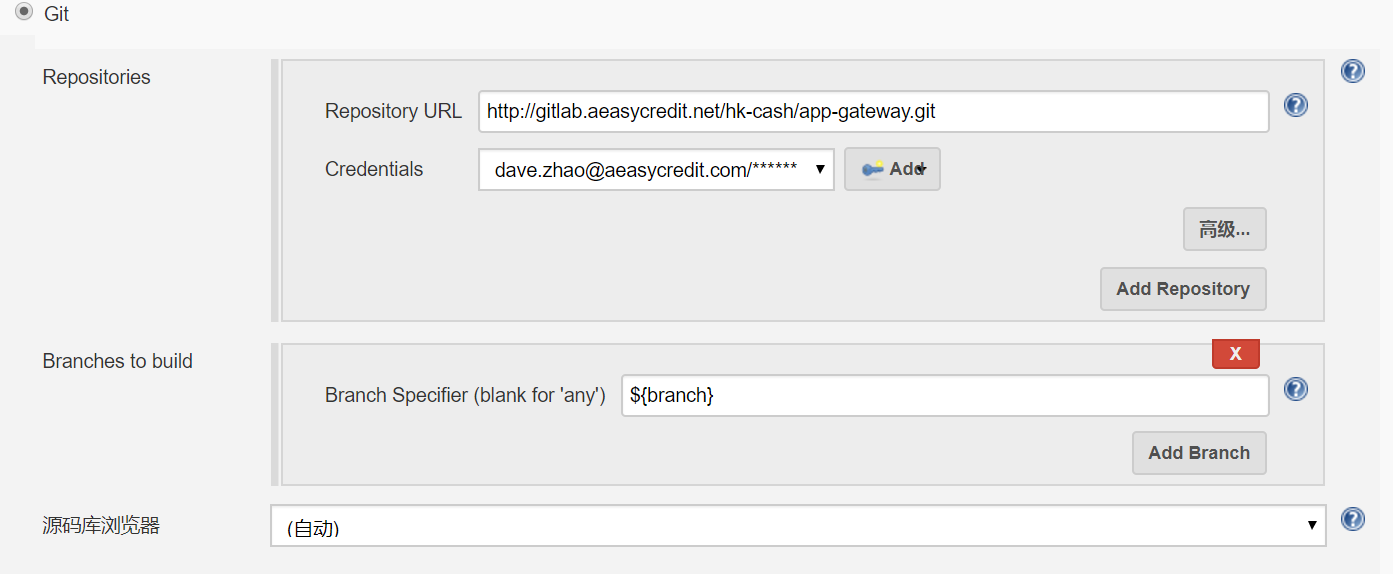 Git
Repositories
Repository URL http://gitlab.aeasycredit.net/hk-cash/app-gateway.git
Credentials dave.zhao@aeasycredit.com/****** Add
高级...
Add Repository
Branches to build
X
Branch Specifier (blank for 'any') ${branch}
Add Branch
源码库浏览器 (自动)